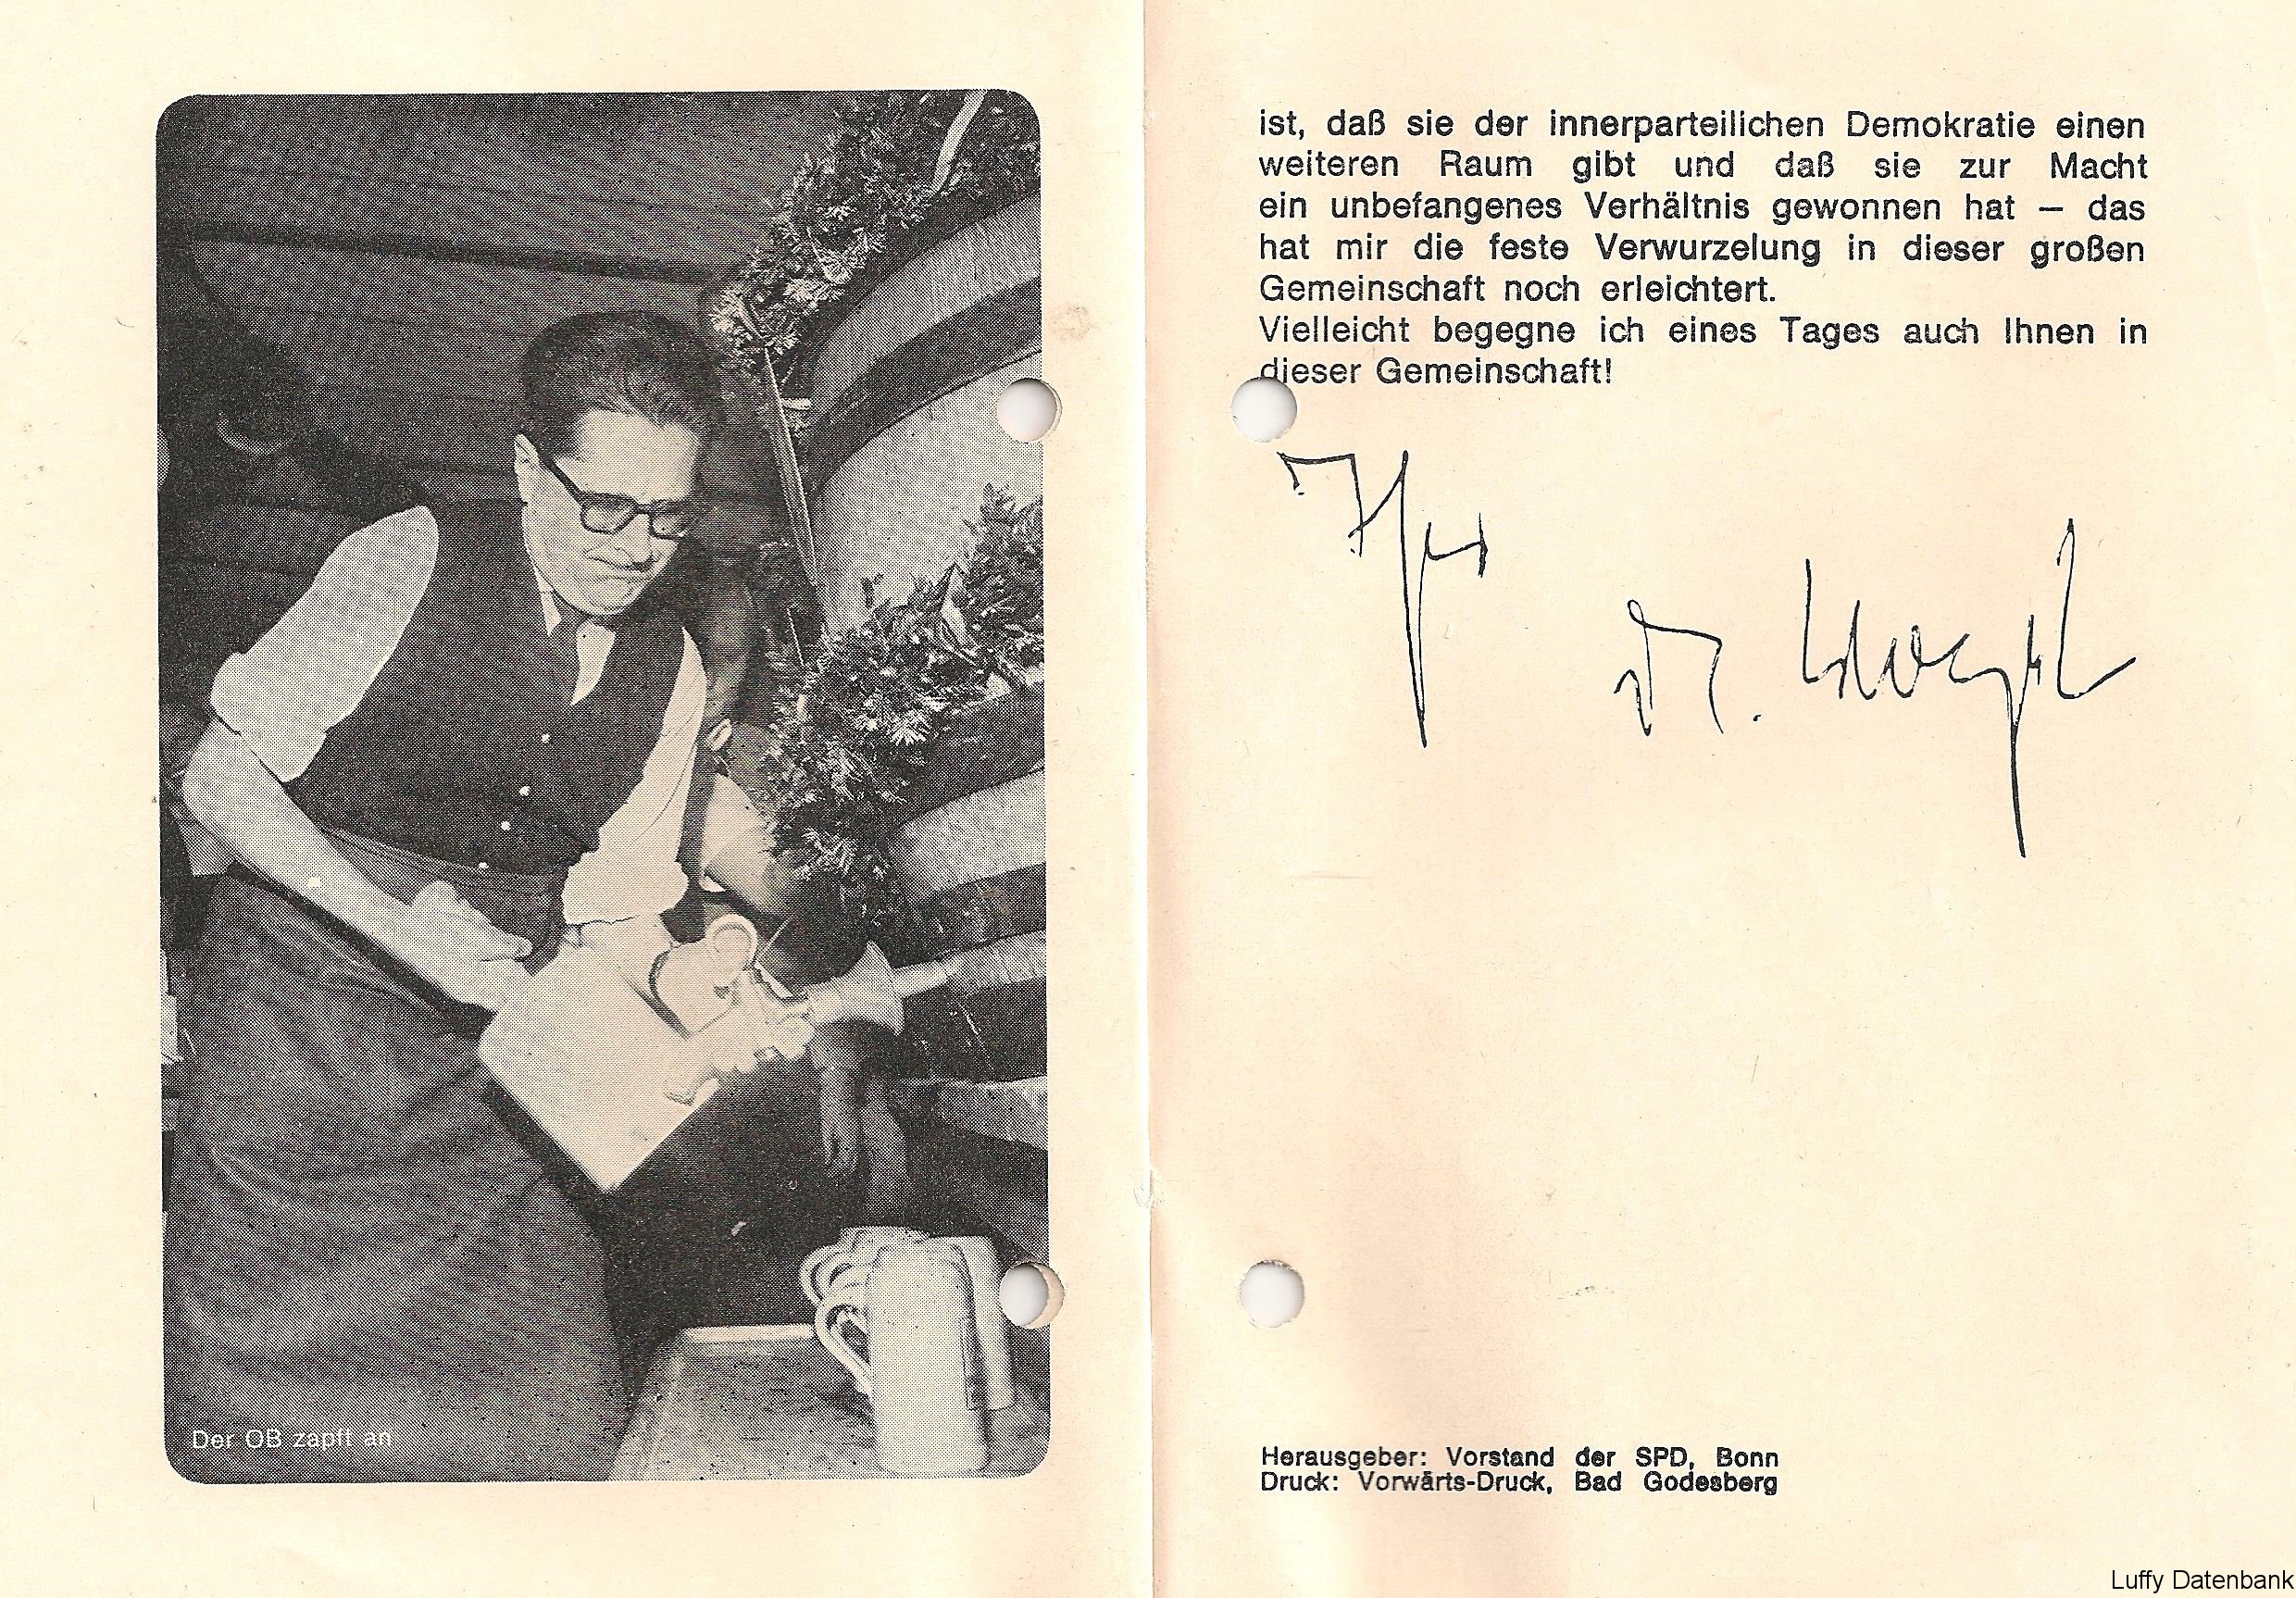 Der OB zapft an
ist, daß sie der innerparteilichen Demokratie einen
weiteren Raum gibt und daß sie zur Macht
ein unbefangenes Verhältnis gewonnen hat – das
hat mir die feste Verwurzelung in dieser großen
Gemeinschaft noch erleichtert.
Vielleicht begegne ich eines Tages auch Ihnen in
dieser Gemeinschaft!
Ihr
Dr. Vogel
Herausgeber: Vorstand der SPD, Bonn
Druck: Vorwärts-Druck, Bad Godesberg
Luffy Datenbank